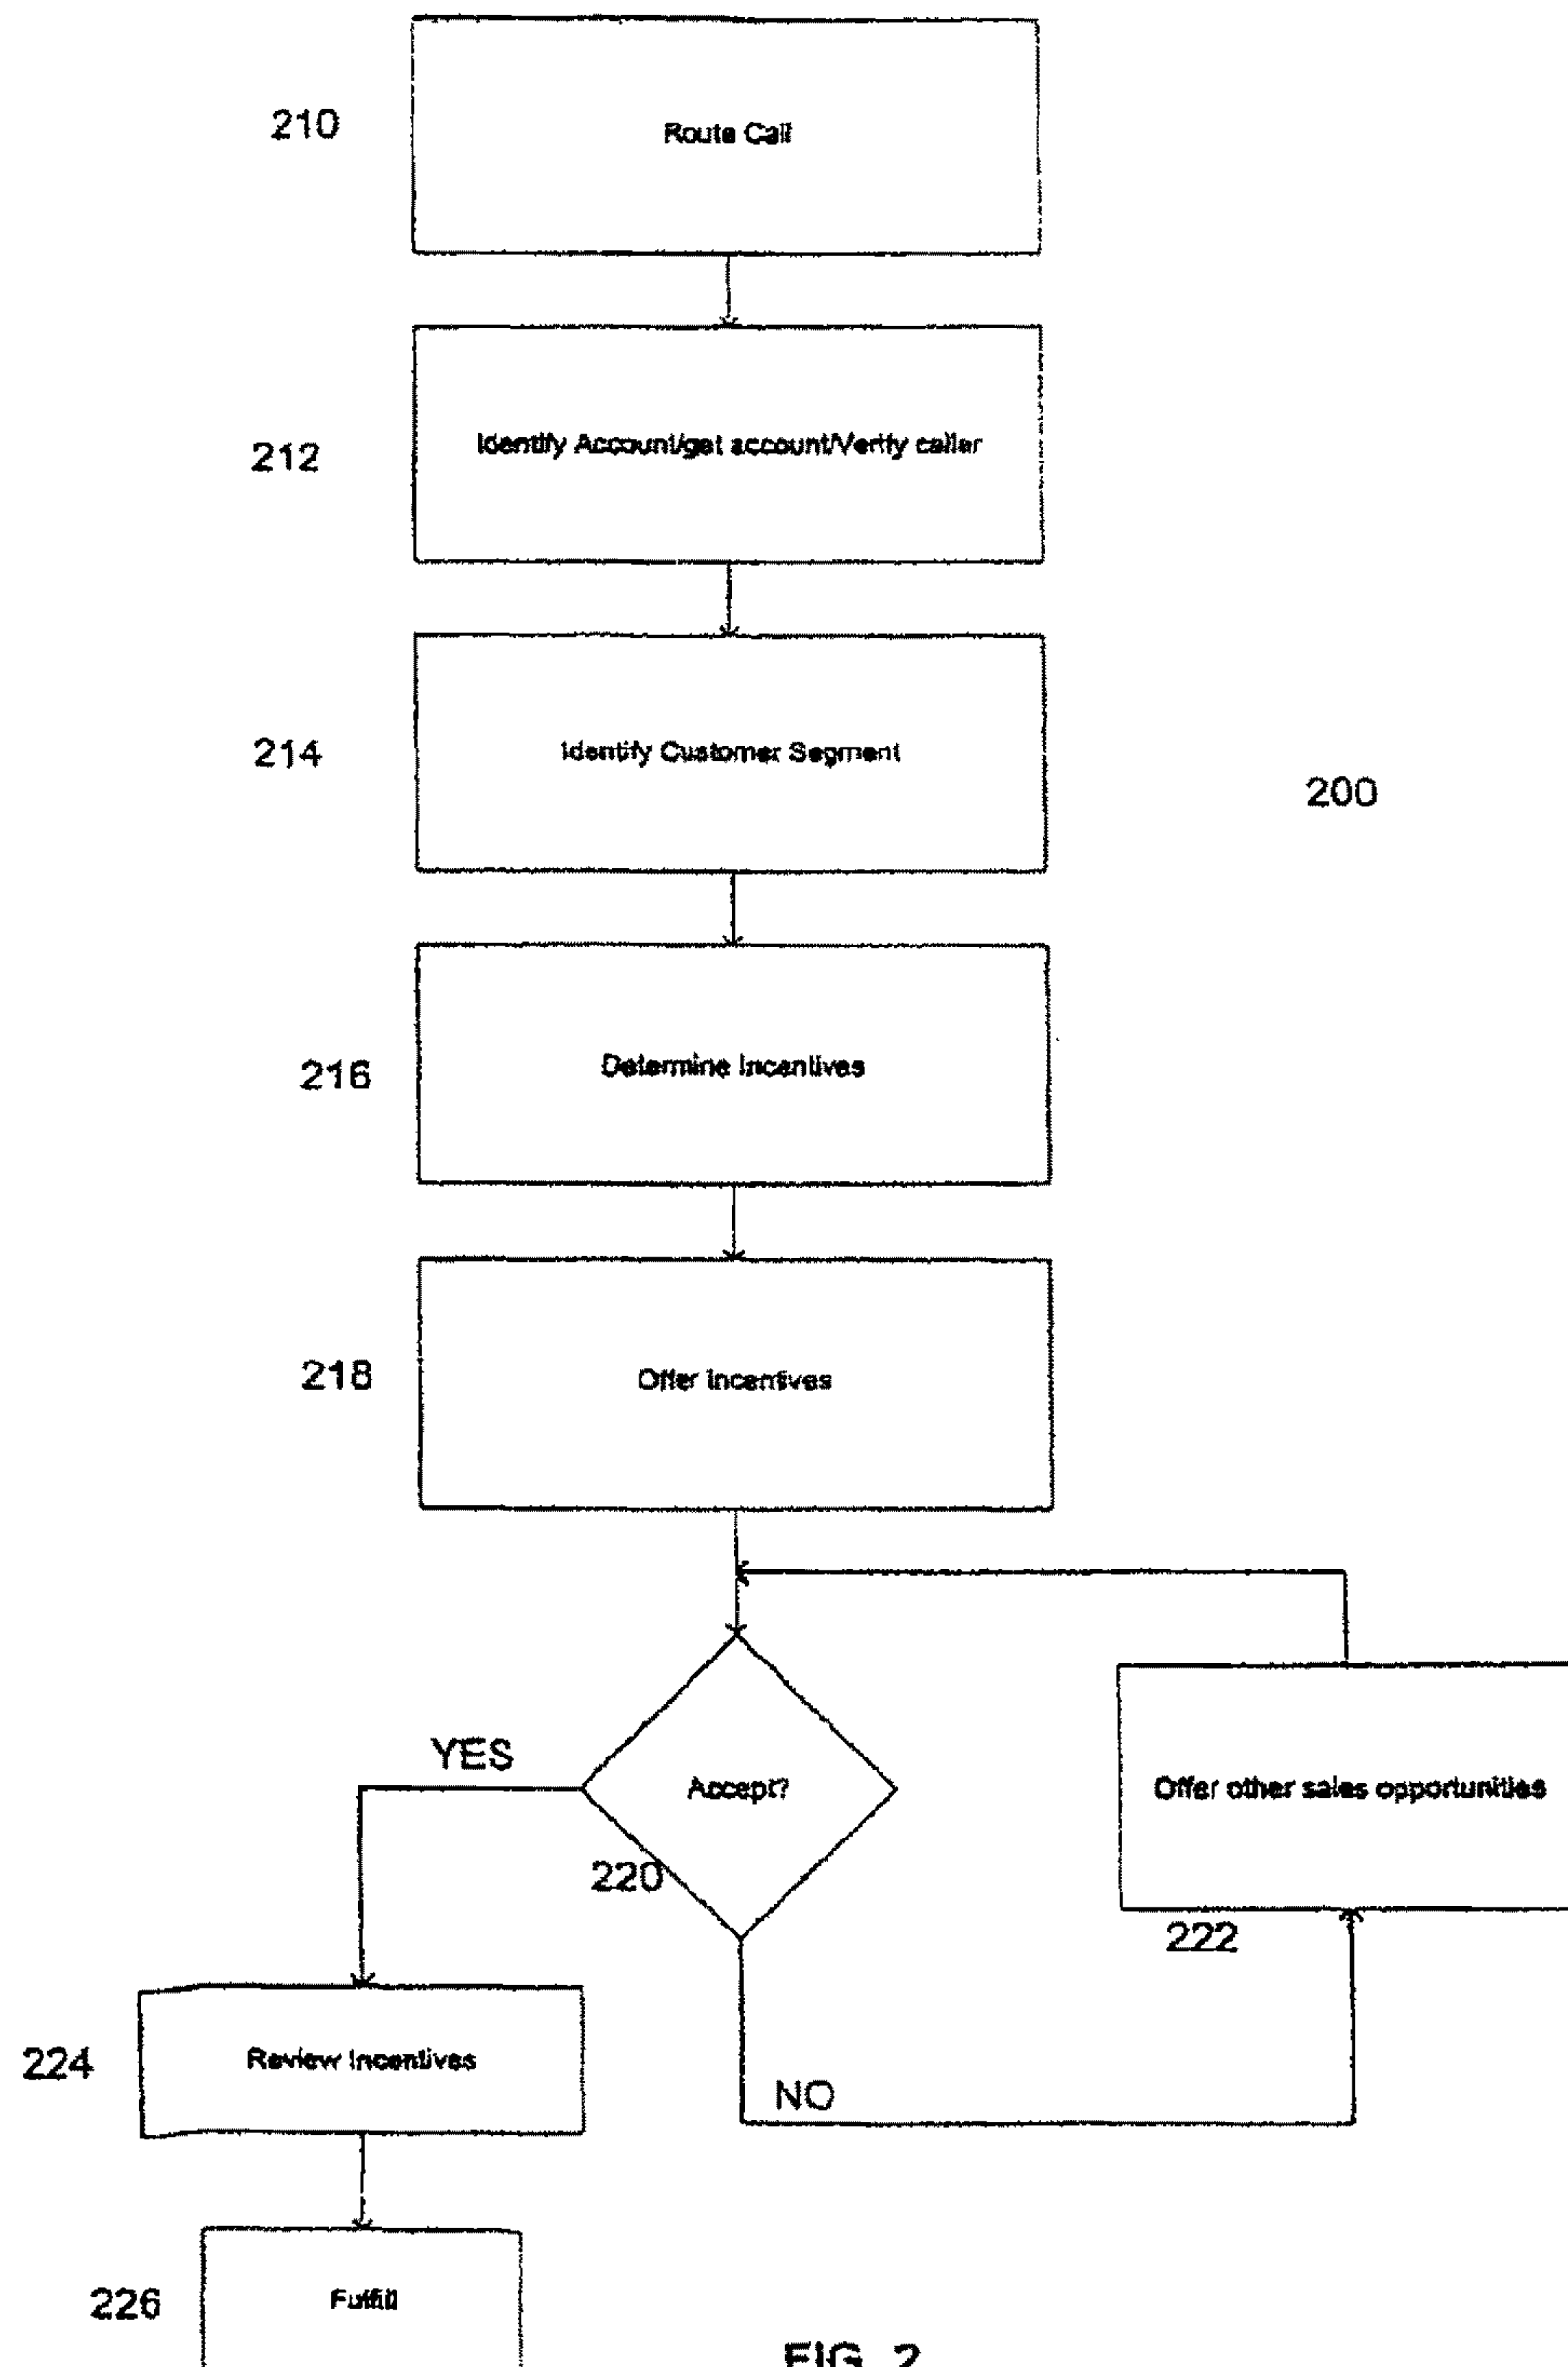 210
Route Call
212
Identify Account/get account/Verify caller
214
Identify Customer Segment
200
216
Determine Incentives
218
Offer Incentives
YES
Accept?
Offer other sales opportunities
220
222
224
Review Incentives
NO
226
Fulfill
FIG. 2